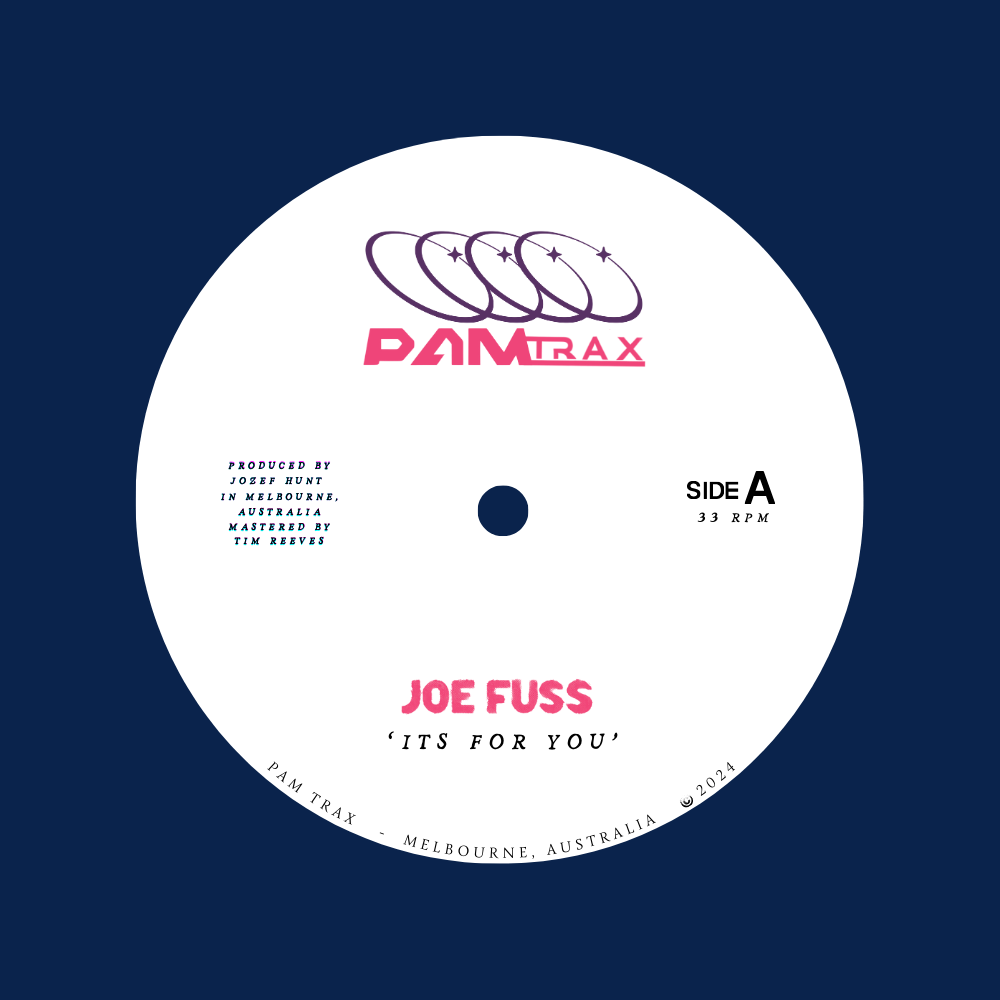 PAM TRAX
PRODUCED BY
JOZEF HUNT
IN MELBOURNE,
AUSTRALIA
MASTERED BY
TIM REEVES
SIDE A
33 RPM
JOE FUSS
‘ITS FOR YOU’
PAM TRAX - MELBOURNE, AUSTRALIA © 2024